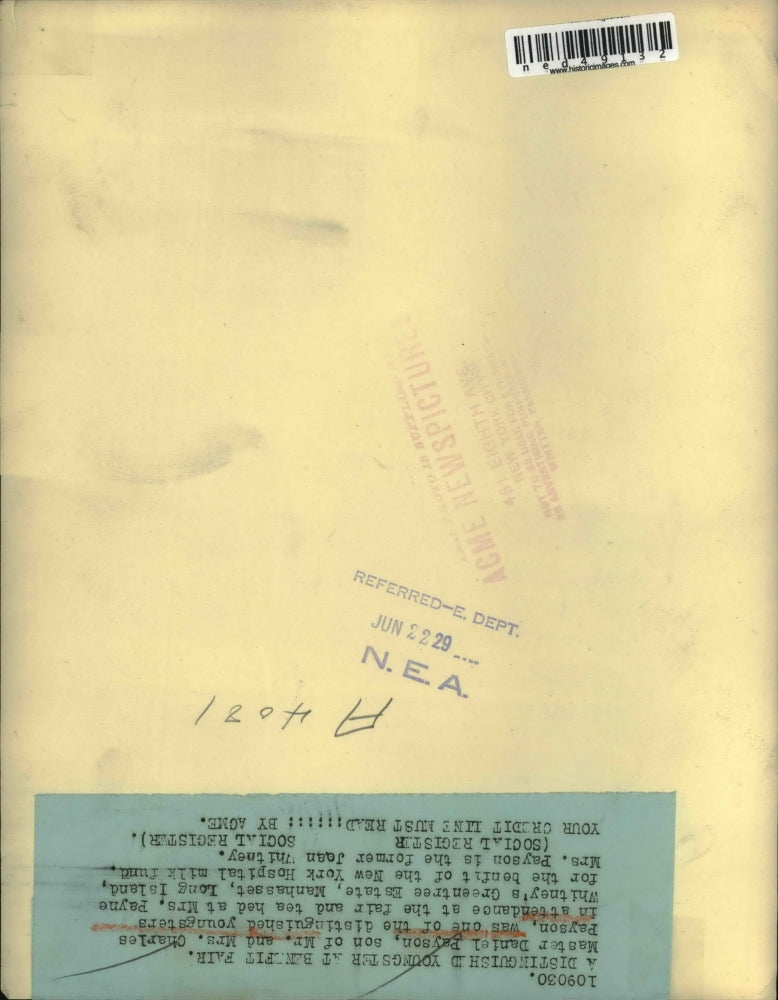 ned49132
www.historicimages.com
ACME NEWSPICTURES
461 EIGHTH AVE
NEW YORK CITY
REFERRED—E. DEPT.
JUN 22 29
N. E. A.
109030.
A DISTINGUISH D YOUNGSTER AT BENEFIT FAIR.
Master Daniel Payson, son of Mr. and Mrs. Charles
Payson, was one of the distinguished youngsters
in attendance at the fair and tea hed at Mrs. Payne
Whitney's Greentree Estate, Manhasset, Long Island,
for the benfit of the New York Hospital milk fund.
Mrs. Payson is the former Joan Whitney.
(SOCIAL REGISTER SOCIAL REGISTER).
YOUR CREDIT LINE MUST READ;;;;;; BY ACME.